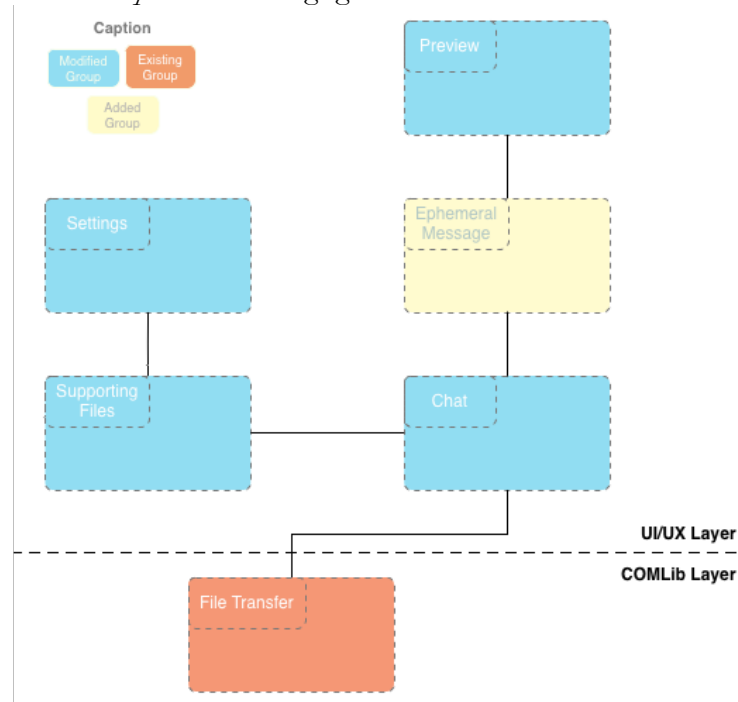 Caption
Modified
Group
Existing
Group
Added
Group
Preview
Settings
Ephemeral
Message
Supporting
Files
Chat
UI/UX Layer
COMLib Layer
File Transfer